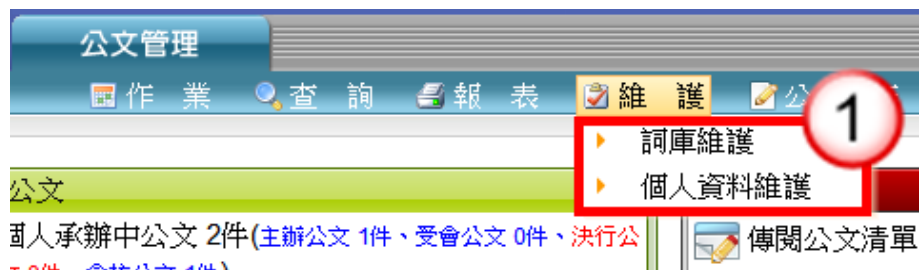 公文管理
作 業 查 詢 報 表 維 護 公
1
詞庫維護
個人資料維護
公文
個人承辦中公文 2件(主辦公文 1件、受會公文 0件、決行公
傳閱公文清單